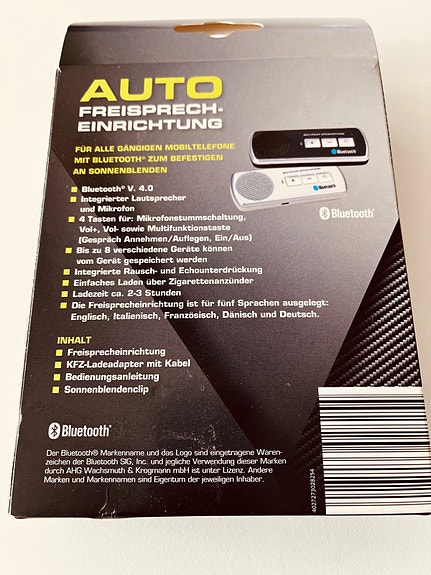 AUTO
FREISPRECH-
EINRICHTUNG
FÜR ALLE GÄNGIGEN MOBILTELEFONE
MIT BLUETOOTH® ZUM BEFESTIGEN
AN SONNENBLENDEN
Bluetooth® V. 4.0
Integrierter Lautsprecher
und Mikrofon
4 Tasten für: Mikrofonstummschaltung,
Vol+, Vol- sowie Multifunktionstaste
(Gespräch Annehmen/Auflegen, Ein/Aus)
Bis zu 8 verschiedene Geräte können
vom Gerät gespeichert werden
Integrierte Rausch- und Echounterdrückung
Einfaches Laden über Zigarettenanzünder
Ladezeit ca. 2-3 Stunden
Die Freisprecheinrichtung ist für fünf Sprachen ausgelegt:
Englisch, Italienisch, Französisch, Dänisch und Deutsch.
Bluetooth
Bluetooth
Bluetooth®
INHALT
Freisprecheinrichtung
KFZ-Ladeadapter mit Kabel
Bedienungsanleitung
Sonnenblendenclip
Bluetooth®
Der Bluetooth® Markenname und das Logo sind eingetragene Waren-
zeichen der Bluetooth SIG, Inc. und jegliche Verwendung dieser Marken
durch AHG Wachsmuth & Krogmann mbH ist unter Lizenz. Andere
Marken und Markennamen sind Eigentum der jeweiligen Inhaber.
4027273028254